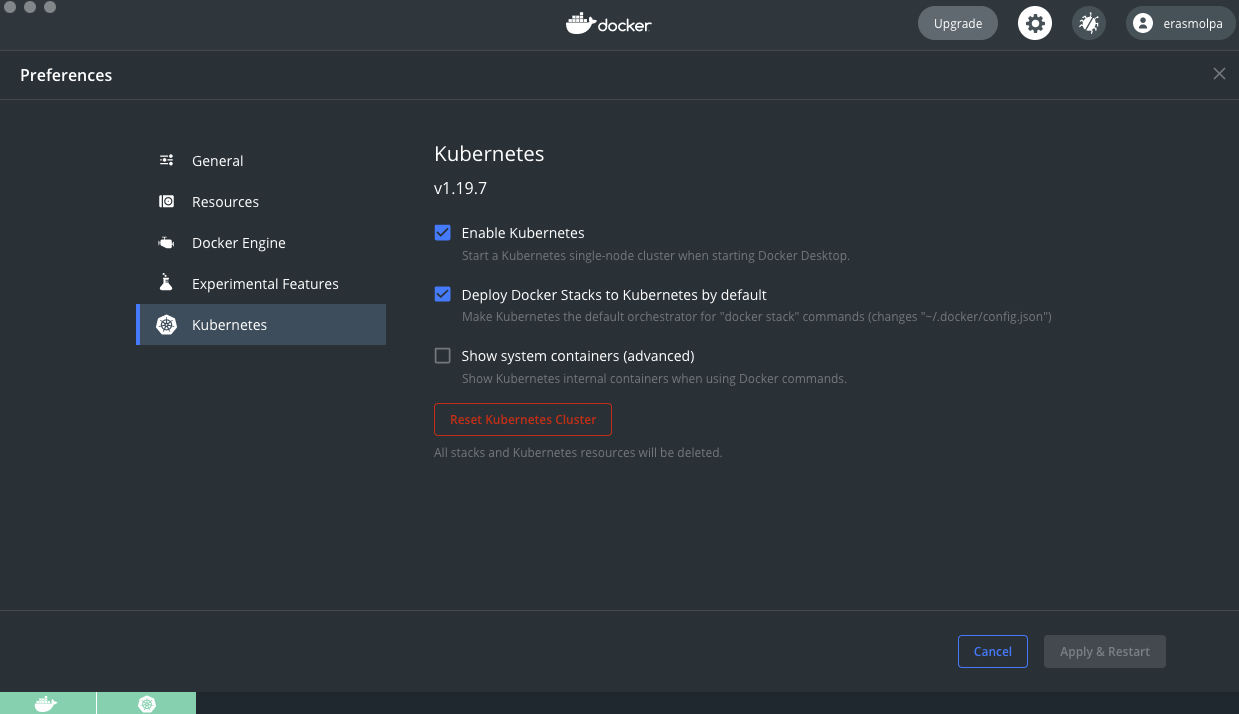 docker
Upgrade
erasmolpa
Preferences
General
Resources
Docker Engine
Experimental Features
Kubernetes
Kubernetes
v1.19.7
Enable Kubernetes
Start a Kubernetes single-node cluster when starting Docker Desktop.
Deploy Docker Stacks to Kubernetes by default
Make Kubernetes the default orchestrator for "docker stack" commands (changes "~/.docker/config.json")
Show system containers (advanced)
Show Kubernetes internal containers when using Docker commands.
Reset Kubernetes Cluster
All stacks and Kubernetes resources will be deleted.
Cancel
Apply & Restart